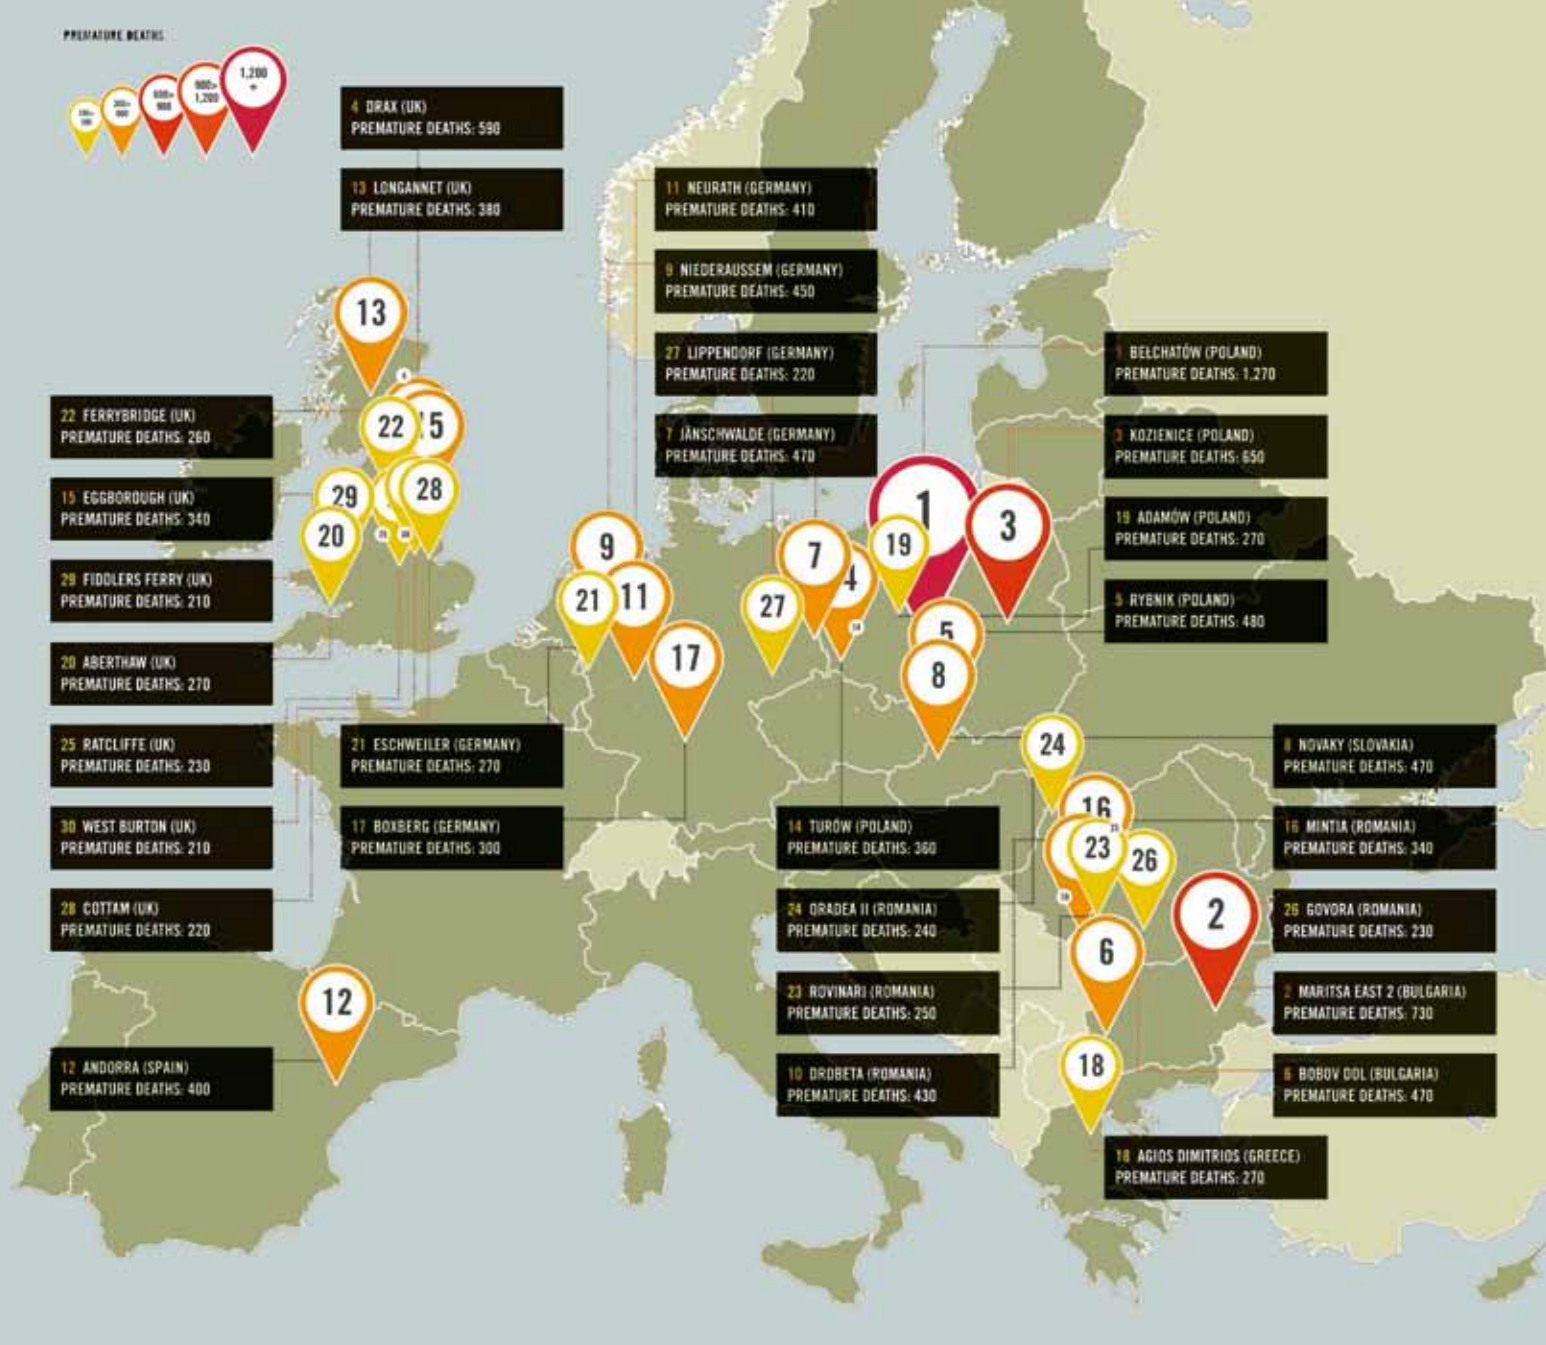 PREMATURE DEATHS
1,200
+
4 DRAX (UK)
PREMATURE DEATHS: 590
13 LONGANNET (UK)
PREMATURE DEATHS: 380
11 NEURATH (GERMANY)
PREMATURE DEATHS: 410
9 NIEDERAUSSEM (GERMANY)
PREMATURE DEATHS: 450
27 LIPPENDORF (GERMANY)
PREMATURE DEATHS: 220
7 JÄNSCHWALDE (GERMANY)
PREMATURE DEATHS: 470
1 BEŁCHATÓW (POLAND)
PREMATURE DEATHS: 1,270
3 KOZIENICE (POLAND)
PREMATURE DEATHS: 650
19 ADAMÓW (POLAND)
PREMATURE DEATHS: 270
5 RYBNIK (POLAND)
PREMATURE DEATHS: 480
22 FERRYBRIDGE (UK)
PREMATURE DEATHS: 260
15 EGGBOROUGH (UK)
PREMATURE DEATHS: 340
29 FIDDLERS FERRY (UK)
PREMATURE DEATHS: 210
20 ABERTHAW (UK)
PREMATURE DEATHS: 270
25 RATCLIFFE (UK)
PREMATURE DEATHS: 230
30 WEST BURTON (UK)
PREMATURE DEATHS: 210
28 COTTAM (UK)
PREMATURE DEATHS: 220
12 ANDORRA (SPAIN)
PREMATURE DEATHS: 400
21 ESCHWEILER (GERMANY)
PREMATURE DEATHS: 270
17 BOXBERG (GERMANY)
PREMATURE DEATHS: 300
14 TURÓW (POLAND)
PREMATURE DEATHS: 360
24 ORADEA II (ROMANIA)
PREMATURE DEATHS: 240
23 ROVINARI (ROMANIA)
PREMATURE DEATHS: 250
10 DROBETA (ROMANIA)
PREMATURE DEATHS: 430
8 NOVAKY (SLOVAKIA)
PREMATURE DEATHS: 470
16 MINTIA (ROMANIA)
PREMATURE DEATHS: 340
26 GOVORA (ROMANIA)
PREMATURE DEATHS: 230
2 MARITSA EAST 2 (BULGARIA)
PREMATURE DEATHS: 730
6 BOBOV DOL (BULGARIA)
PREMATURE DEATHS: 470
18 AGIOS DIMITRIOS (GREECE)
PREMATURE DEATHS: 270
13
22
5
29
28
20
9
21
11
17
27
7
4
19
1
3
5
8
24
16
23
26
6
2
18
12